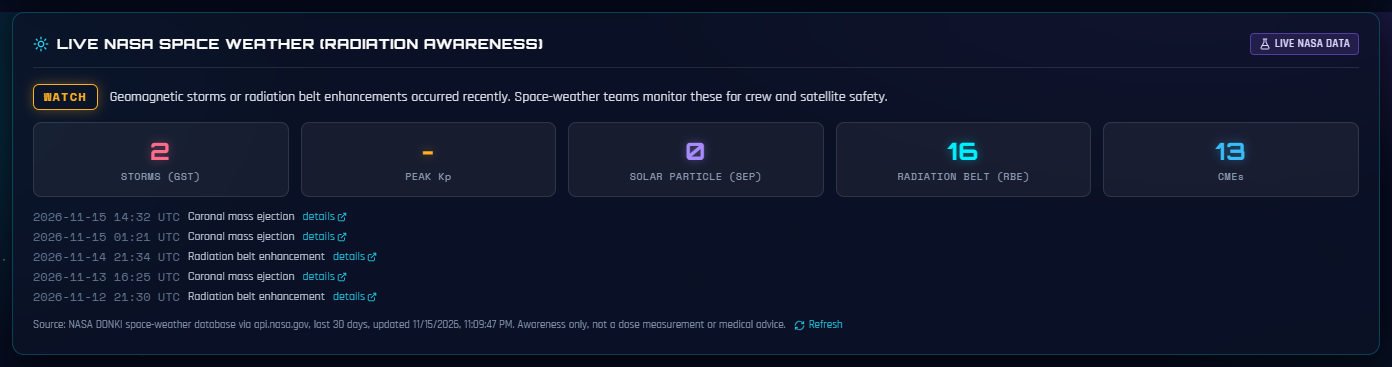 LIVE NASA SPACE WEATHER (RADIATION AWARENESS)
LIVE NASA DATA
WATCH Geomagnetic storms or radiation belt enhancements occurred recently. Space-weather teams monitor these for crew and satellite safety.
2
STORMS (GST)
-
PEAK Kp
0
SOLAR PARTICLE (SEP)
16
RADIATION BELT (RBE)
13
CMEs
2026-11-15 14:32 UTC Coronal mass ejection details
2026-11-15 01:21 UTC Coronal mass ejection details
2026-11-14 21:34 UTC Radiation belt enhancement details
2026-11-13 16:25 UTC Coronal mass ejection details
2026-11-12 21:30 UTC Radiation belt enhancement details
Source: NASA DONKI space-weather database via api.nasa.gov, last 30 days, updated 11/15/2026, 11:09:47 PM. Awareness only, not a dose measurement or medical advice. Refresh